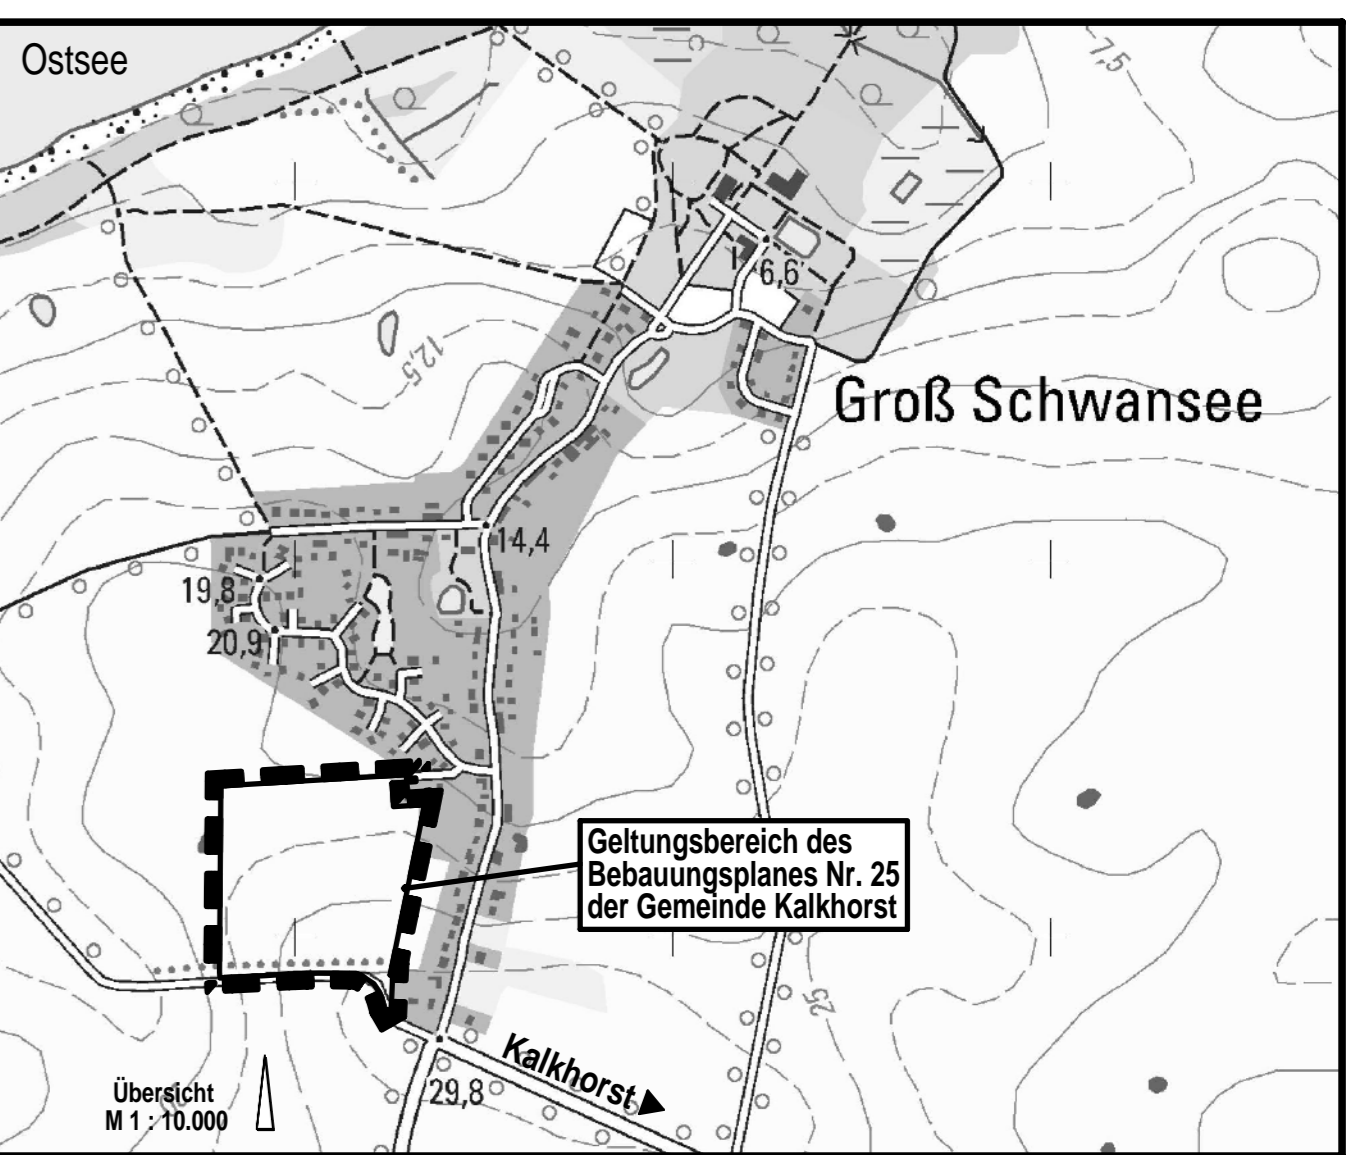 Ostsee
7,5
6,6
12,5
Groß Schwansee
14,4
19,8
20,9
Geltungsbereich des
Bebauungsplanes Nr. 25
der Gemeinde Kalkhorst
25
Kalkhorst
29,8
Übersicht
M 1 : 10.000